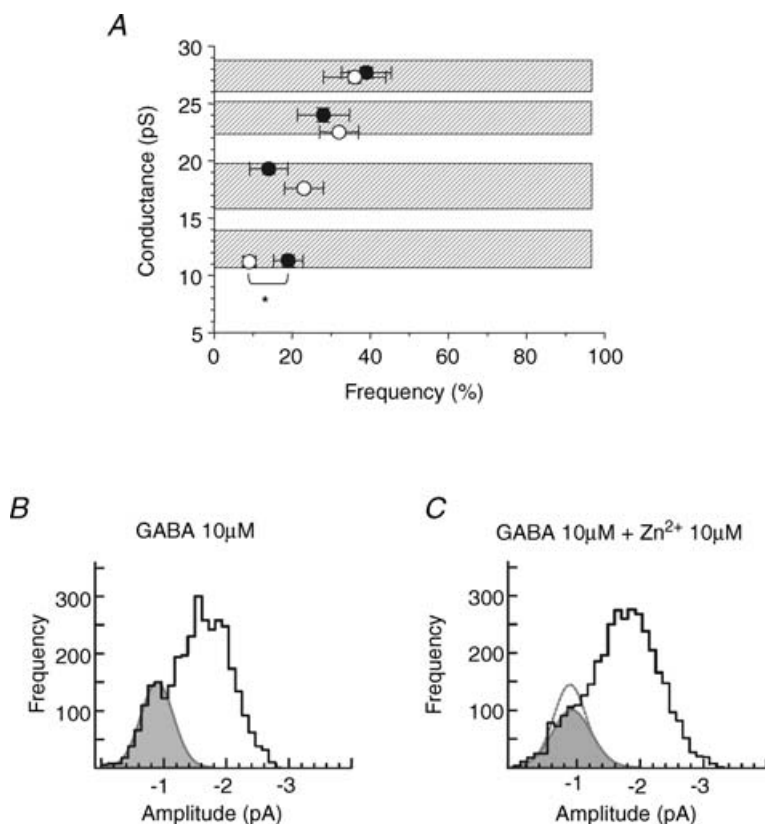 A
30
25
20
15
10
5
Conductance (pS)
*
0 20 40 60 80 100
Frequency (%)
B
GABA 10µM
300
200
100
Frequency
-1 -2 -3
Amplitude (pA)
C
GABA 10µM + Zn²⁺ 10µM
300
200
100
Frequency
-1 -2 -3
Amplitude (pA)